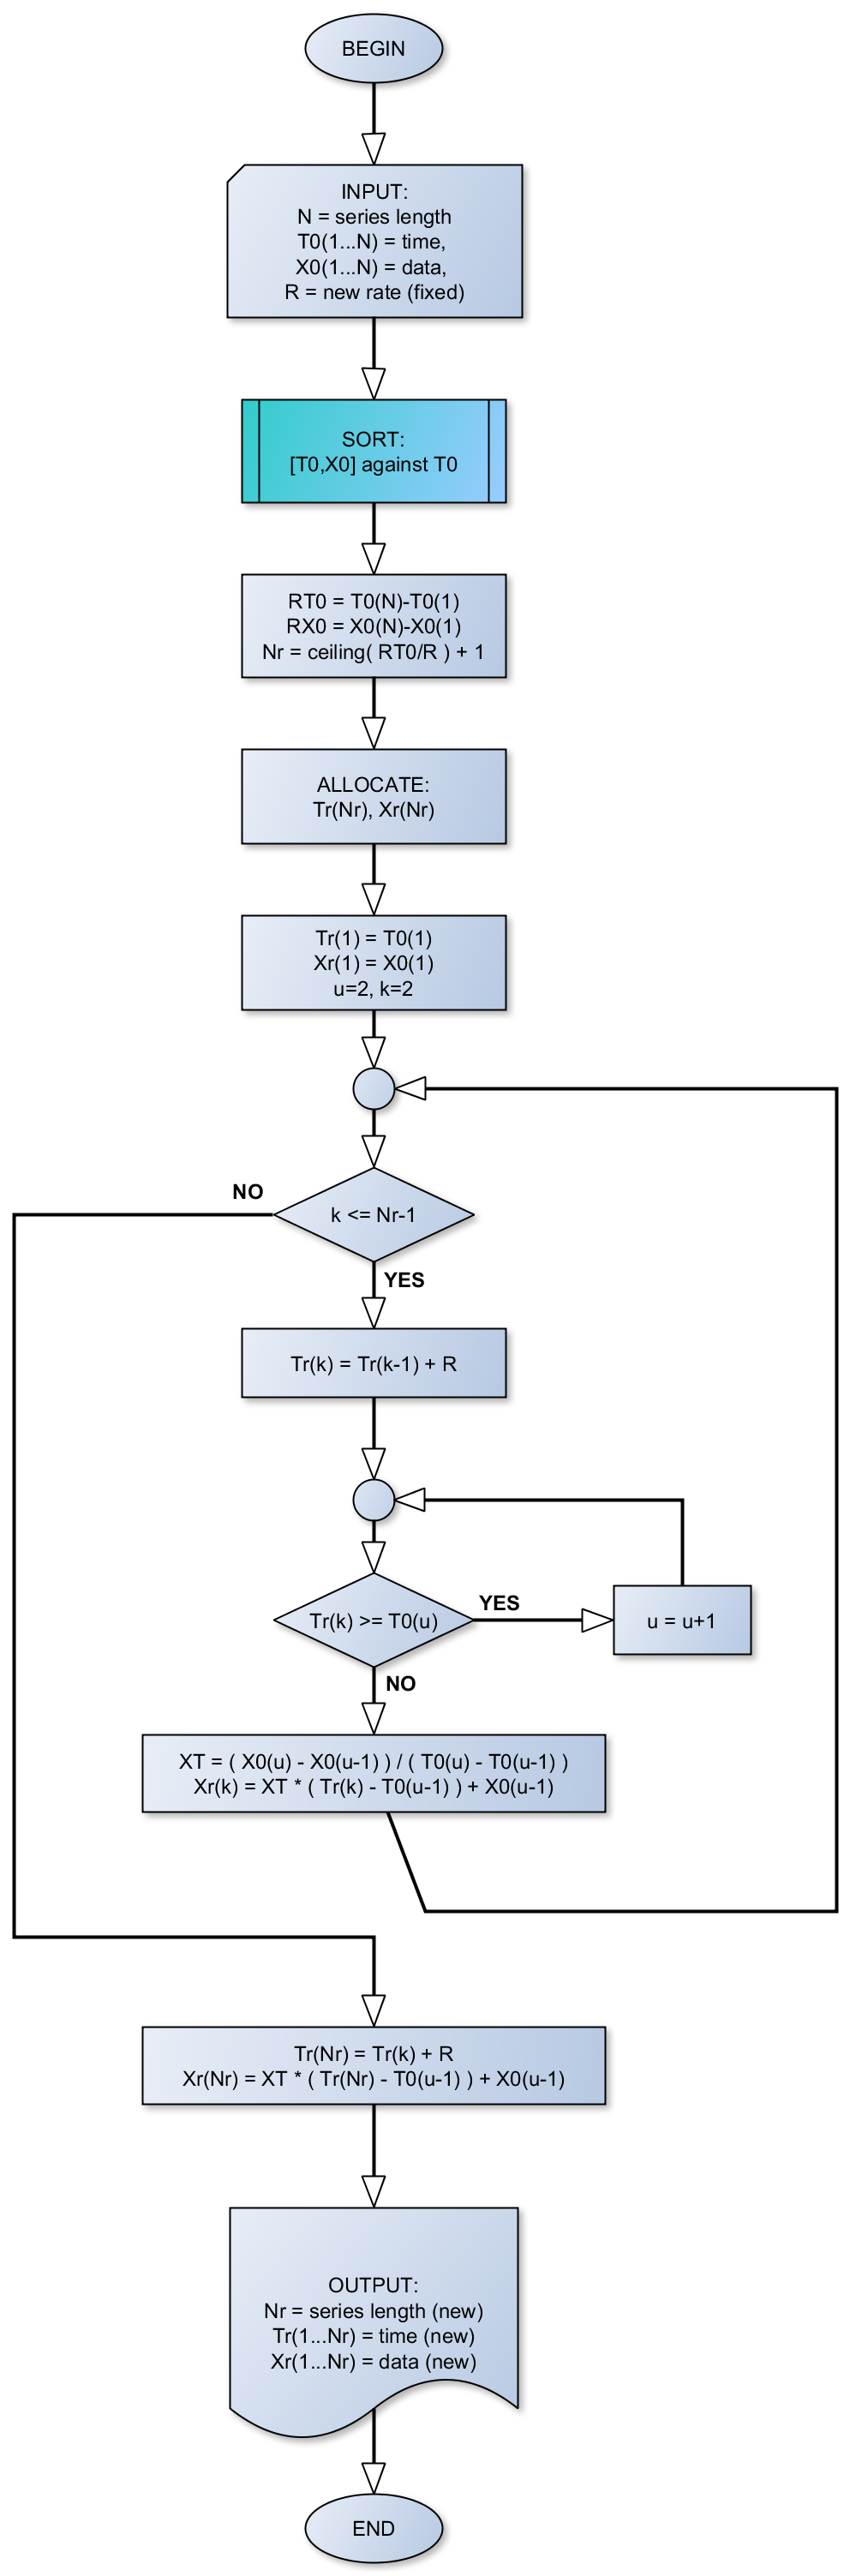 BEGIN
INPUT:
N = series length
T0(1...N) = time,
X0(1...N) = data,
R = new rate (fixed)
SORT:
[T0,X0] against T0
RT0 = T0(N)-T0(1)
RX0 = X0(N)-X0(1)
Nr = ceiling( RT0/R ) + 1
ALLOCATE:
Tr(Nr), Xr(Nr)
Tr(1) = T0(1)
Xr(1) = X0(1)
u=2, k=2
NO
k <= Nr-1
YES
Tr(k) = Tr(k-1) + R
Tr(k) >= T0(u)
YES
u = u+1
NO
XT = ( X0(u) - X0(u-1) ) / ( T0(u) - T0(u-1) )
Xr(k) = XT * ( Tr(k) - T0(u-1) ) + X0(u-1)
Tr(Nr) = Tr(k) + R
Xr(Nr) = XT * ( Tr(Nr) - T0(u-1) ) + X0(u-1)
OUTPUT:
Nr = series length (new)
Tr(1...Nr) = time (new)
Xr(1...Nr) = data (new)
END